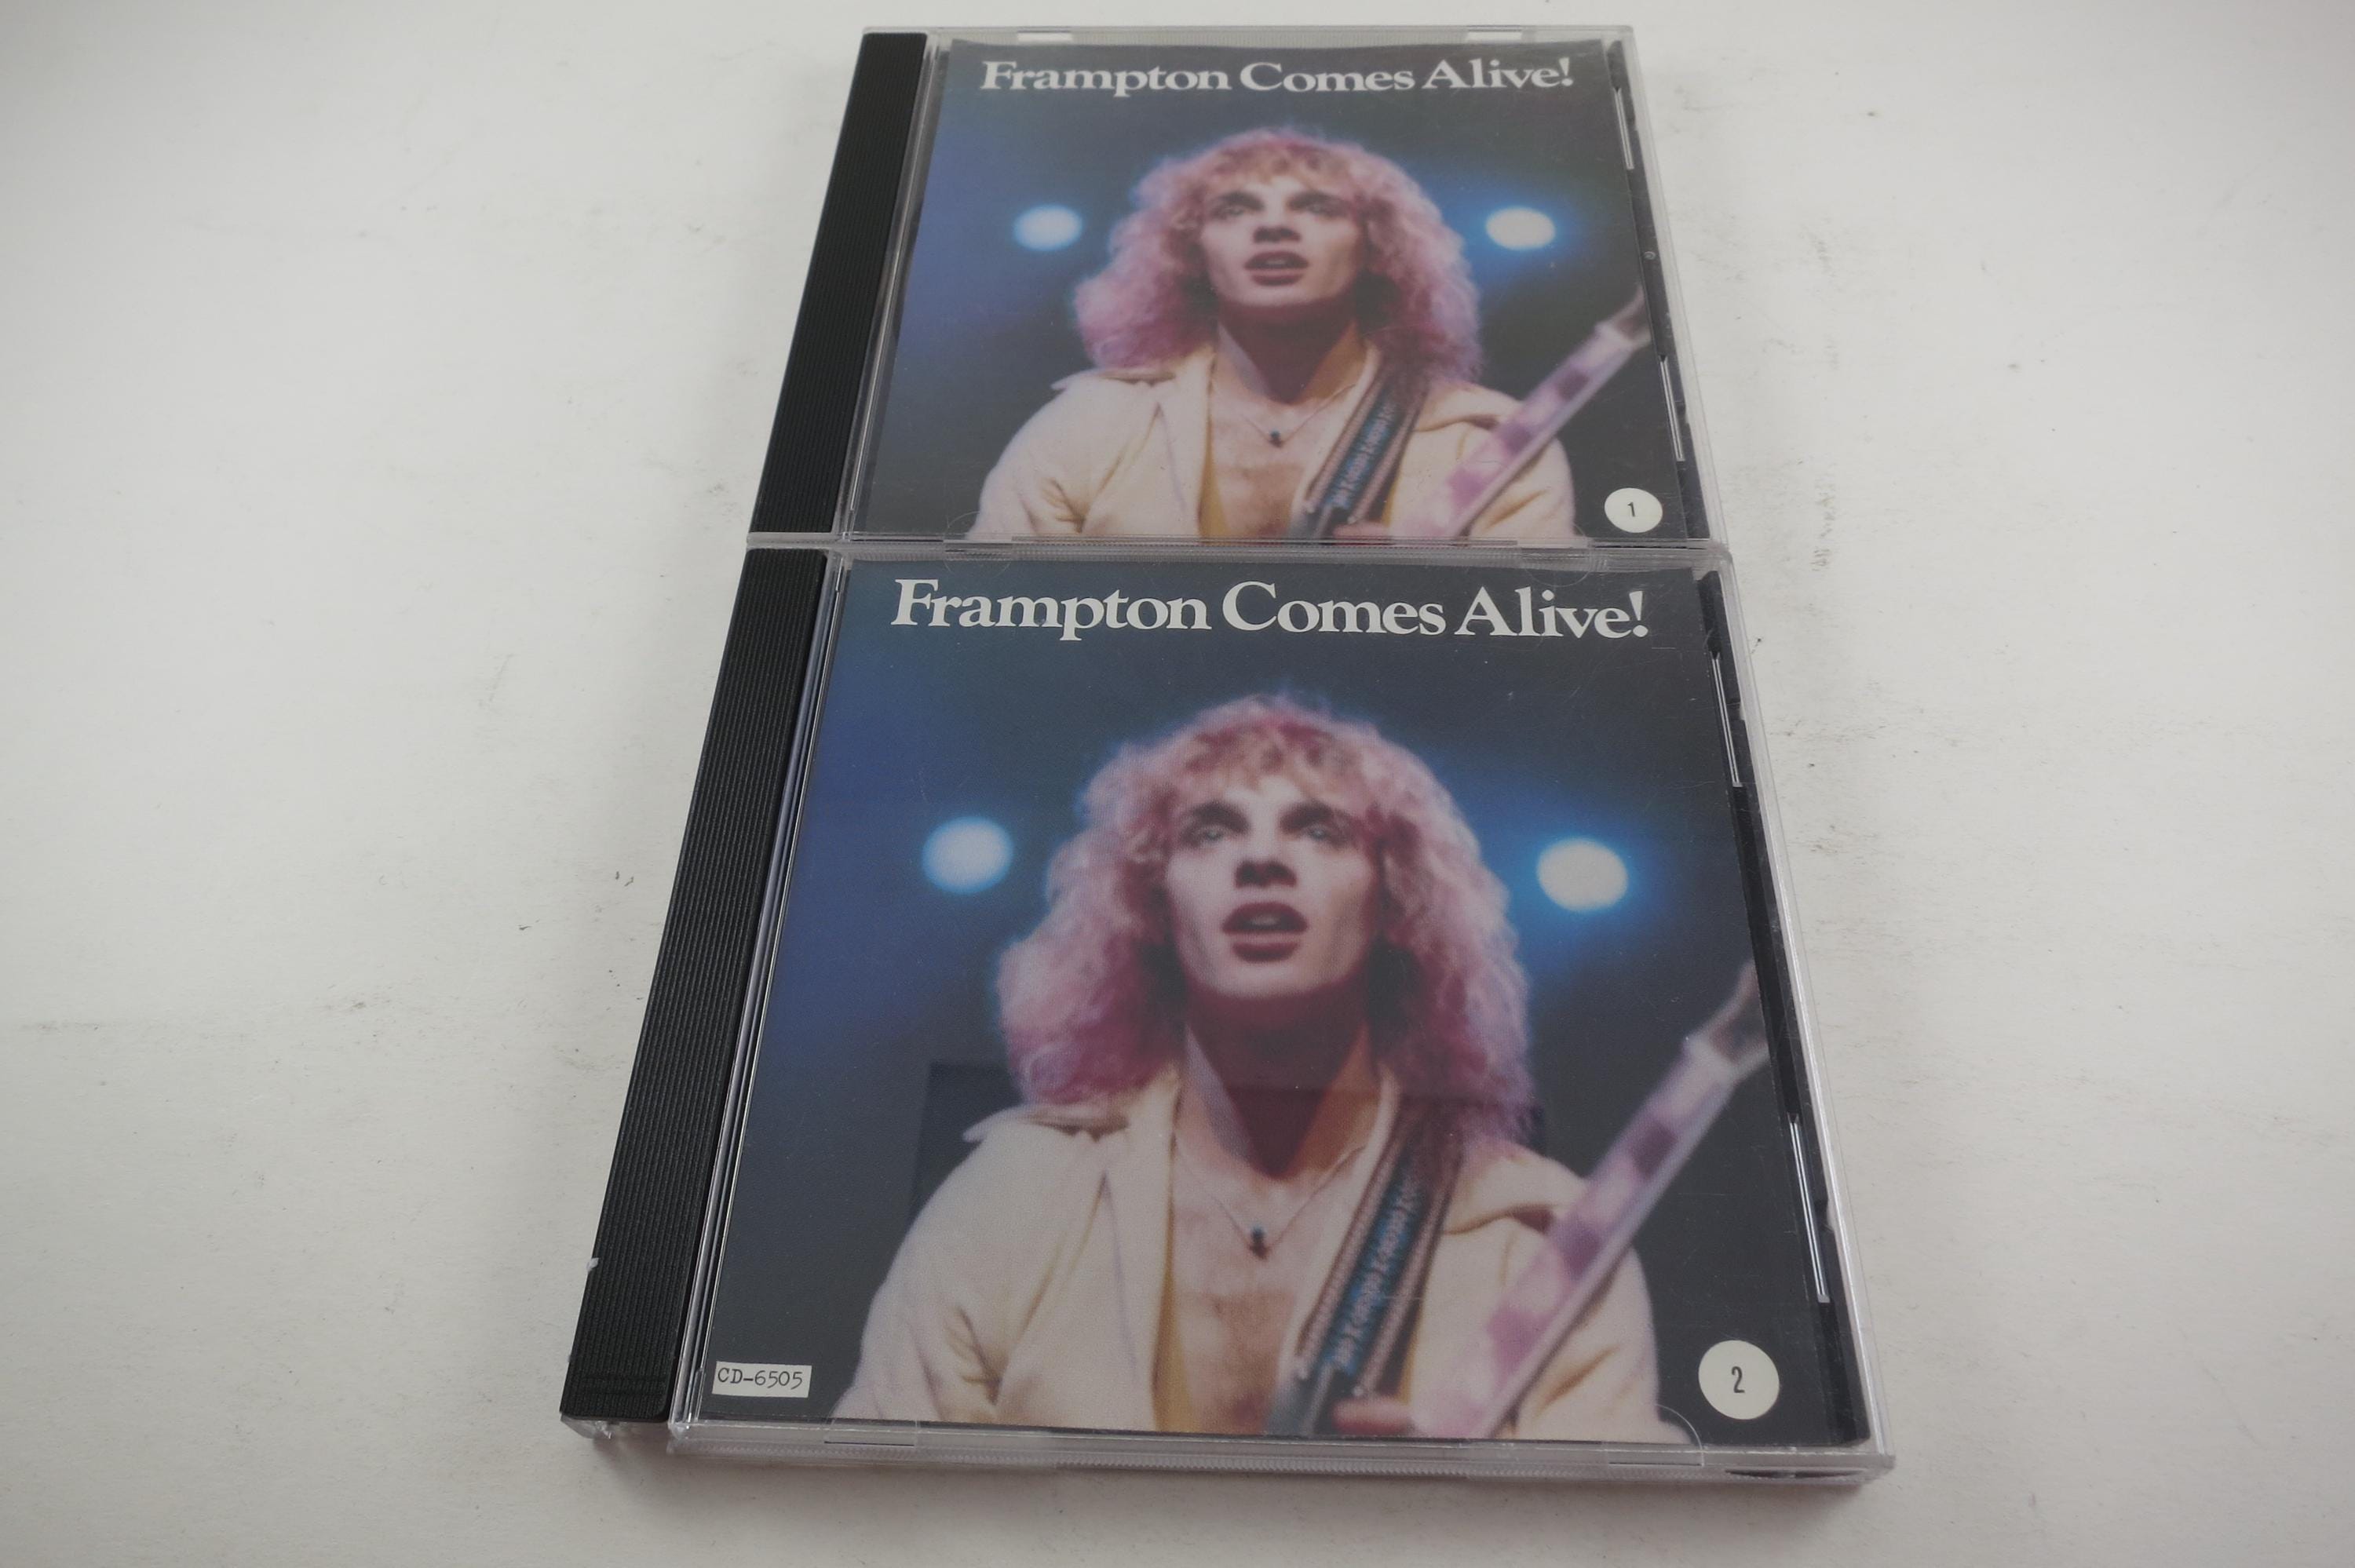 Frampton Comes Alive!
1
Frampton Comes Alive!
CD-6505
2